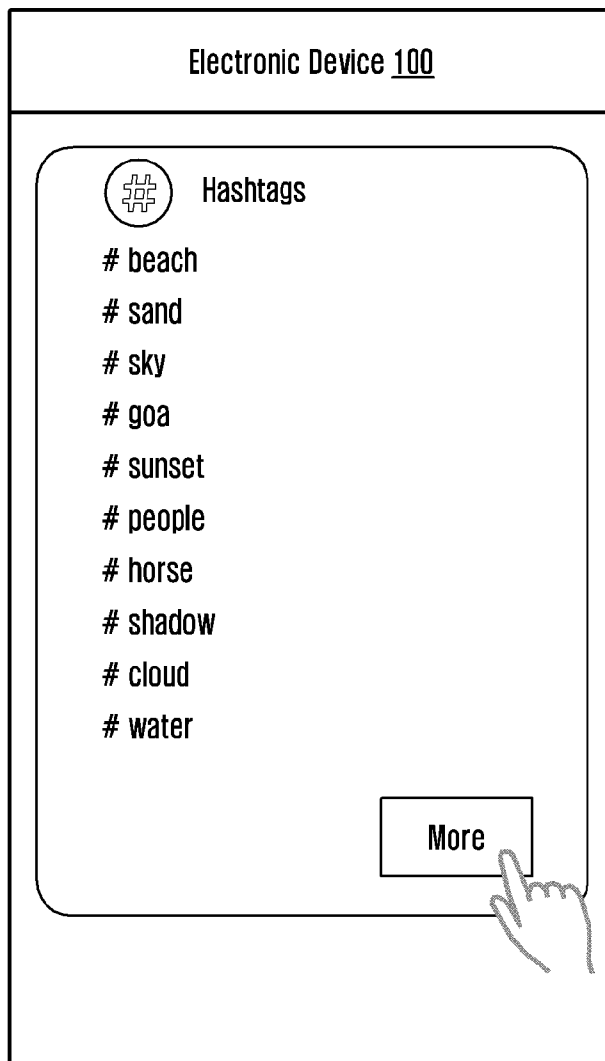 Electronic Device 100
# Hashtags
# beach
# sand
# sky
# goa
# sunset
# people
# horse
# shadow
# cloud
# water
More